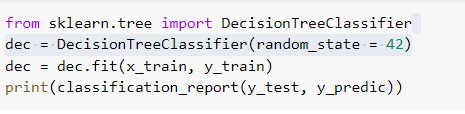 from sklearn.tree import DecisionTreeClassifier
dec = DecisionTreeClassifier(random_state = 42)
dec = dec.fit(x_train, y_train)
print(classification_report(y_test, y_predic))